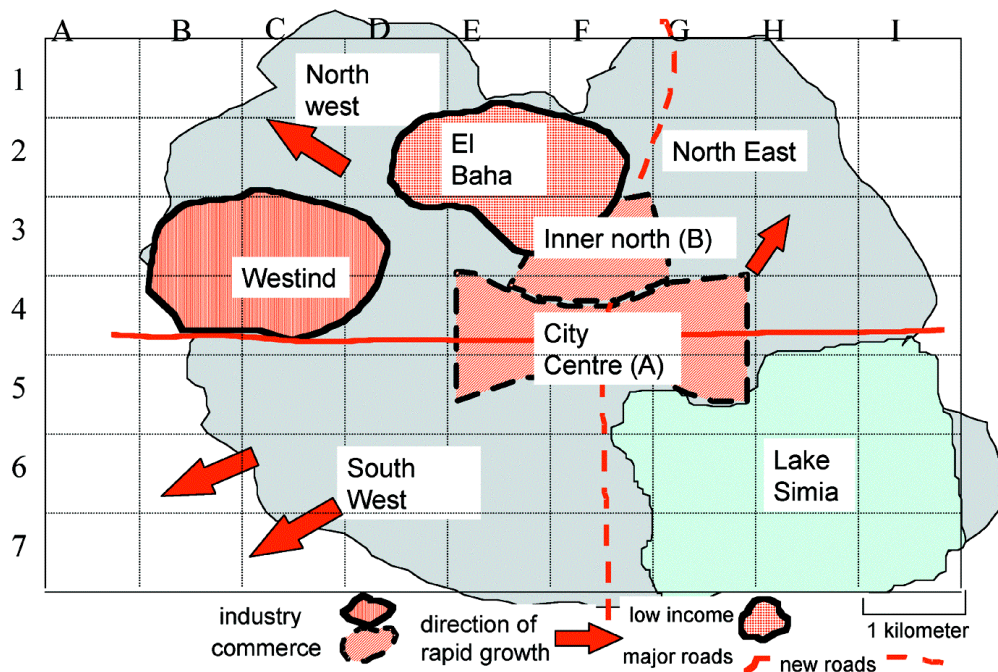 A B C D E F G H I
1
North
west
2
El
Baha
North East
3
Inner north (B)
Westind
4
City
Centre (A)
5
6
South
West
Lake
Simia
7
industry
commerce
direction of
rapid growth
low income
major roads
new roads
1 kilometer